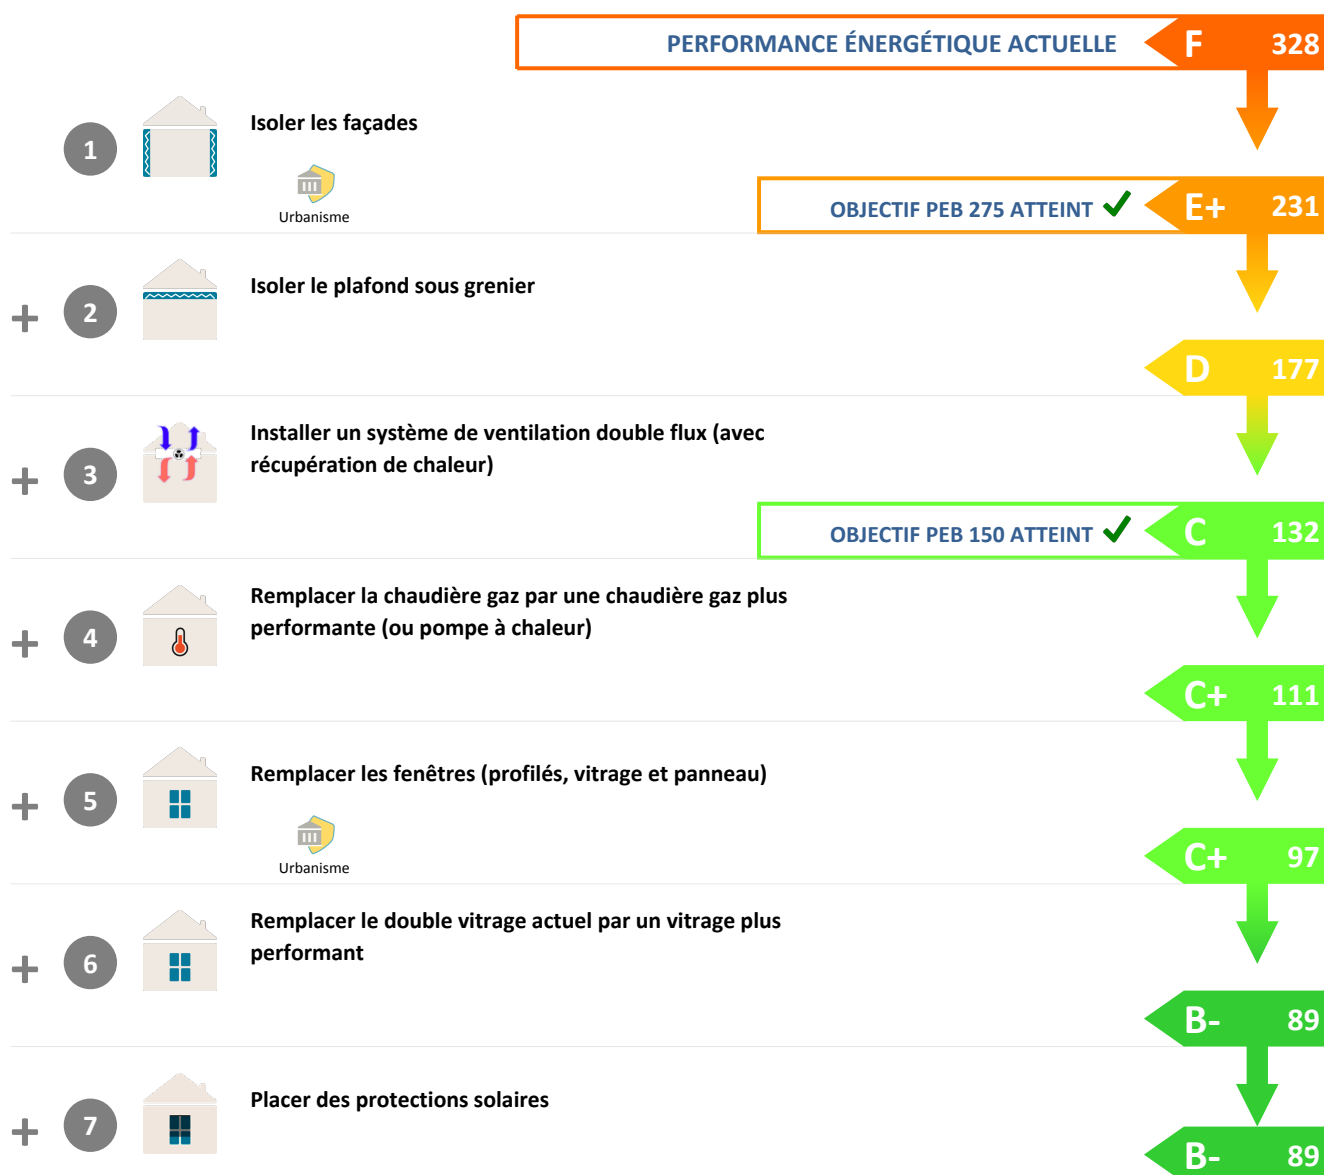 PERFORMANCE ÉNERGÉTIQUE ACTUELLE F 328
1 Isoler les façades
Urbanisme
OBJECTIF PEB 275 ATTEINT E+ 231
+ 2 Isoler le plafond sous grenier
D 177
+ 3 Installer un système de ventilation double flux (avec
récupération de chaleur)
OBJECTIF PEB 150 ATTEINT C 132
+ 4 Remplacer la chaudière gaz par une chaudière gaz plus
performante (ou pompe à chaleur)
C+ 111
+ 5 Remplacer les fenêtres (profilés, vitrage et panneau)
Urbanisme
C+ 97
+ 6 Remplacer le double vitrage actuel par un vitrage plus
performant
B- 89
+ 7 Placer des protections solaires
B- 89